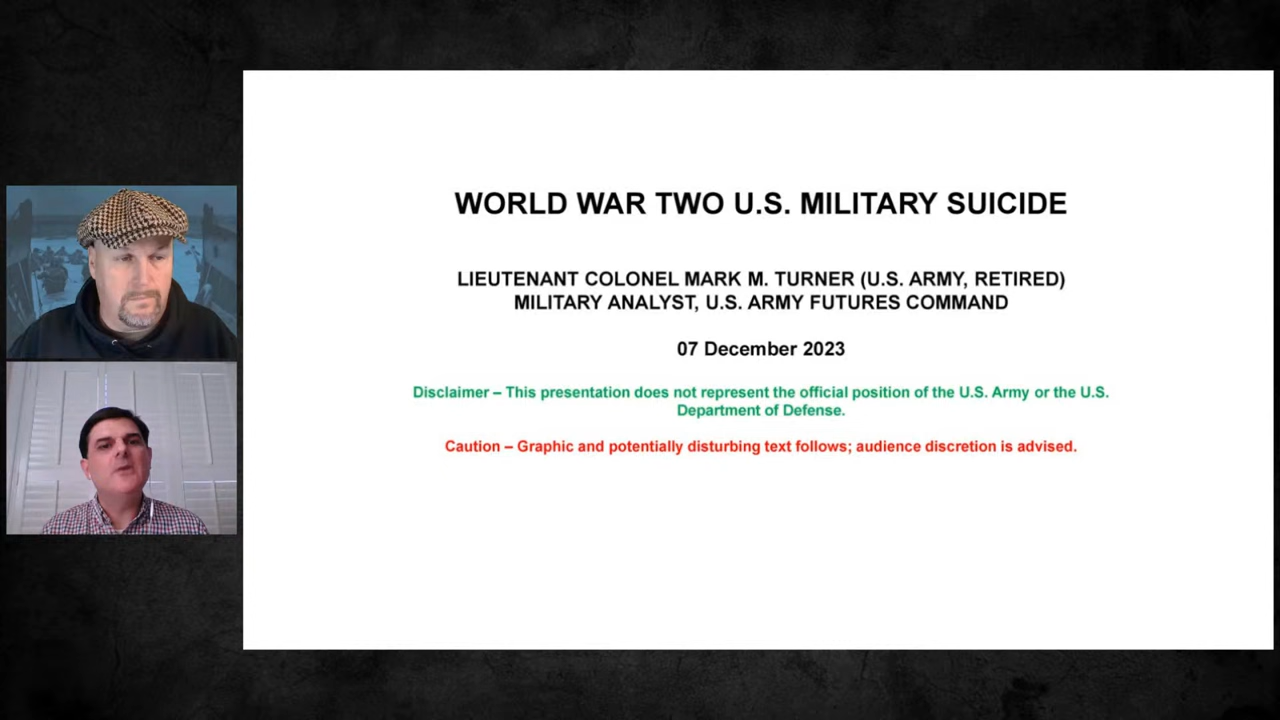 WORLD WAR TWO U.S. MILITARY SUICIDE
LIEUTENANT COLONEL MARK M. TURNER (U.S. ARMY, RETIRED)
MILITARY ANALYST, U.S. ARMY FUTURES COMMAND
07 December 2023
Disclaimer – This presentation does not represent the official position of the U.S. Army or the U.S.
Department of Defense.
Caution – Graphic and potentially disturbing text follows; audience discretion is advised.